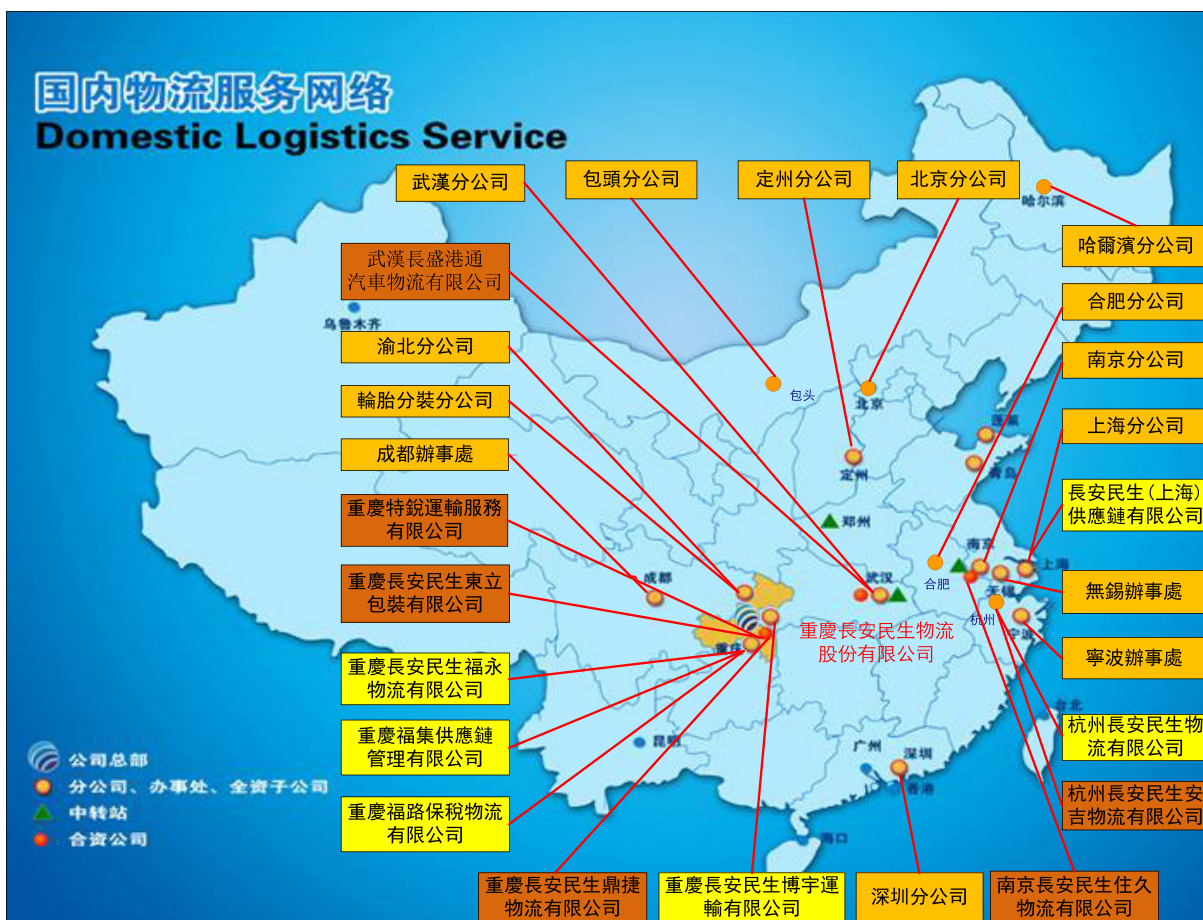 国内物流服务网络
Domestic Logistics Service
武漢分公司
包頭分公司
定州分公司
北京分公司
哈尔滨
哈爾濱分公司
武漢長盛港通
汽車物流有限公司
合肥分公司
乌鲁木齐
渝北分公司
南京分公司
包头
北京
輪胎分裝分公司
蓬莱
上海分公司
成都辦事處
定州
青岛
長安民生(上海)
供應鏈有限公司
重慶特銳運輸服務
有限公司
郑州
南京
上海
成都
武汉
合肥
無錫辦事處
重慶長安民生東立
包裝有限公司
无锡
杭州
宁波
重慶長安民生物流
股份有限公司
重庆
寧波辦事處
重慶長安民生福永
物流有限公司
台北
杭州長安民生物
流有限公司
重慶福集供應鏈
管理有限公司
昆明
广州
深圳
香港
公司总部
分公司、办事处、全资子公司
中转站
合资公司
重慶福路保稅物流
有限公司
杭州長安民生安
吉物流有限公司
海口
重慶長安民生鼎捷
物流有限公司
重慶長安民生博宇運
輸有限公司
深圳分公司
南京長安民生住久
物流有限公司